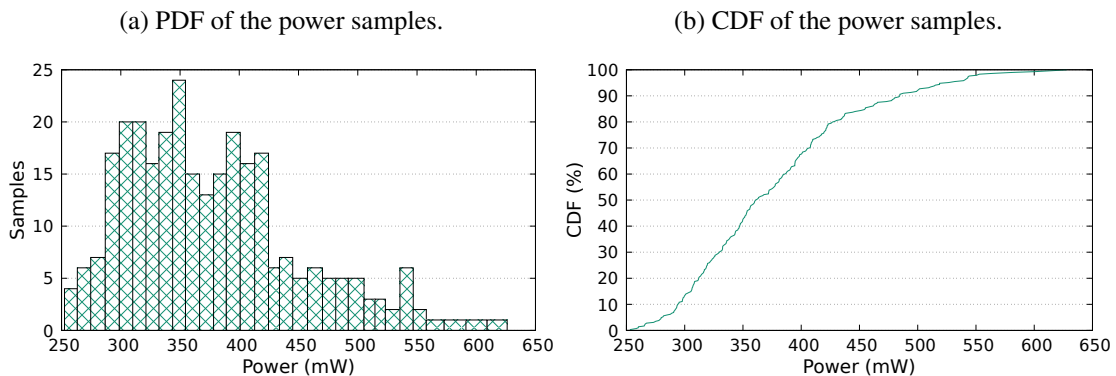 (a) PDF of the power samples.
25
20
15
10
5
0
Samples
250 300 350 400 450 500 550 600 650
Power (mW)
(b) CDF of the power samples.
100
90
80
70
60
50
40
30
20
10
0
CDF (%)
250 300 350 400 450 500 550 600 650
Power (mW)